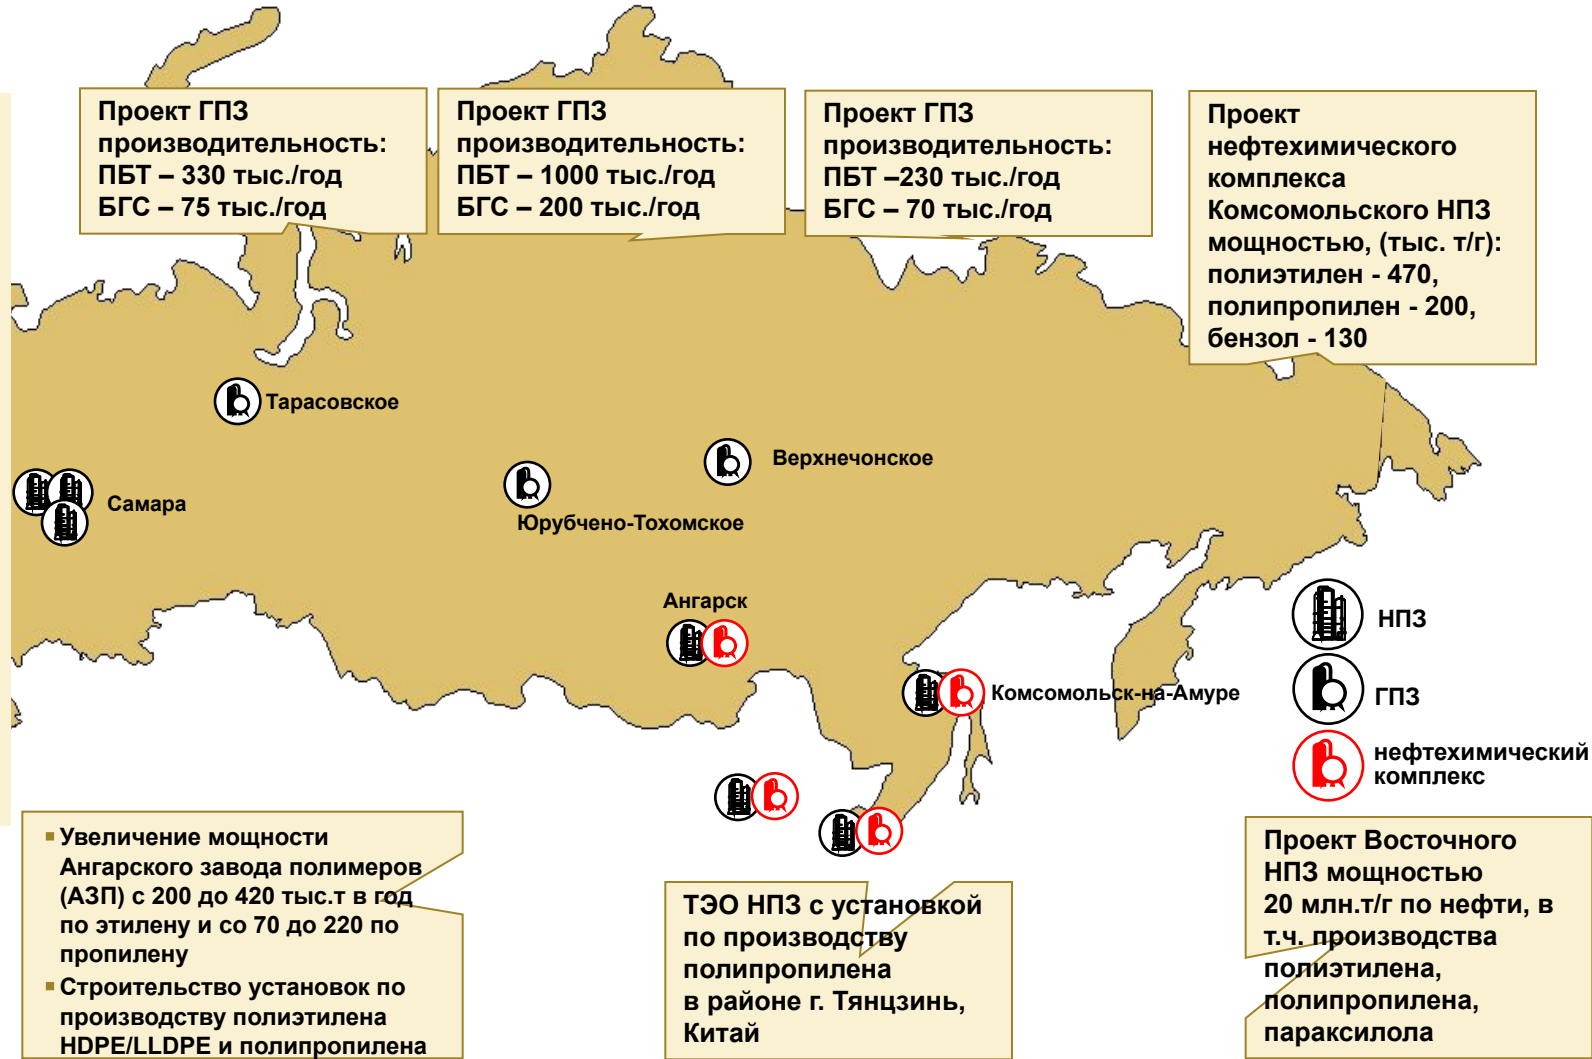 Проект ГПЗ
производительность:
ПБТ – 330 тыс./год
БГС – 75 тыс./год
Проект ГПЗ
производительность:
ПБТ – 1000 тыс./год
БГС – 200 тыс./год
Проект ГПЗ
производительность:
ПБТ –230 тыс./год
БГС – 70 тыс./год
Проект
нефтехимического
комплекса
Комсомольского НПЗ
мощностью, (тыс. т/г):
полиэтилен - 470,
полипропилен - 200,
бензол - 130
Тарасовское
Верхнечонское
Самара
Юрубчено-Тохомское
Ангарск
Комсомольск-на-Амуре
НПЗ
ГПЗ
нефтехимический
комплекс
▪ Увеличение мощности
Ангарского завода полимеров
(АЗП) с 200 до 420 тыс.т в год
по этилену и со 70 до 220 по
пропилену
▪ Строительство установок по
производству полиэтилена
HDPE/LLDPE и полипропилена
ТЭО НПЗ с установкой
по производству
полипропилена
в районе г. Тянцзинь,
Китай
Проект Восточного
НПЗ мощностью
20 млн.т/г по нефти, в
т.ч. производства
полиэтилена,
полипропилена,
параксилола